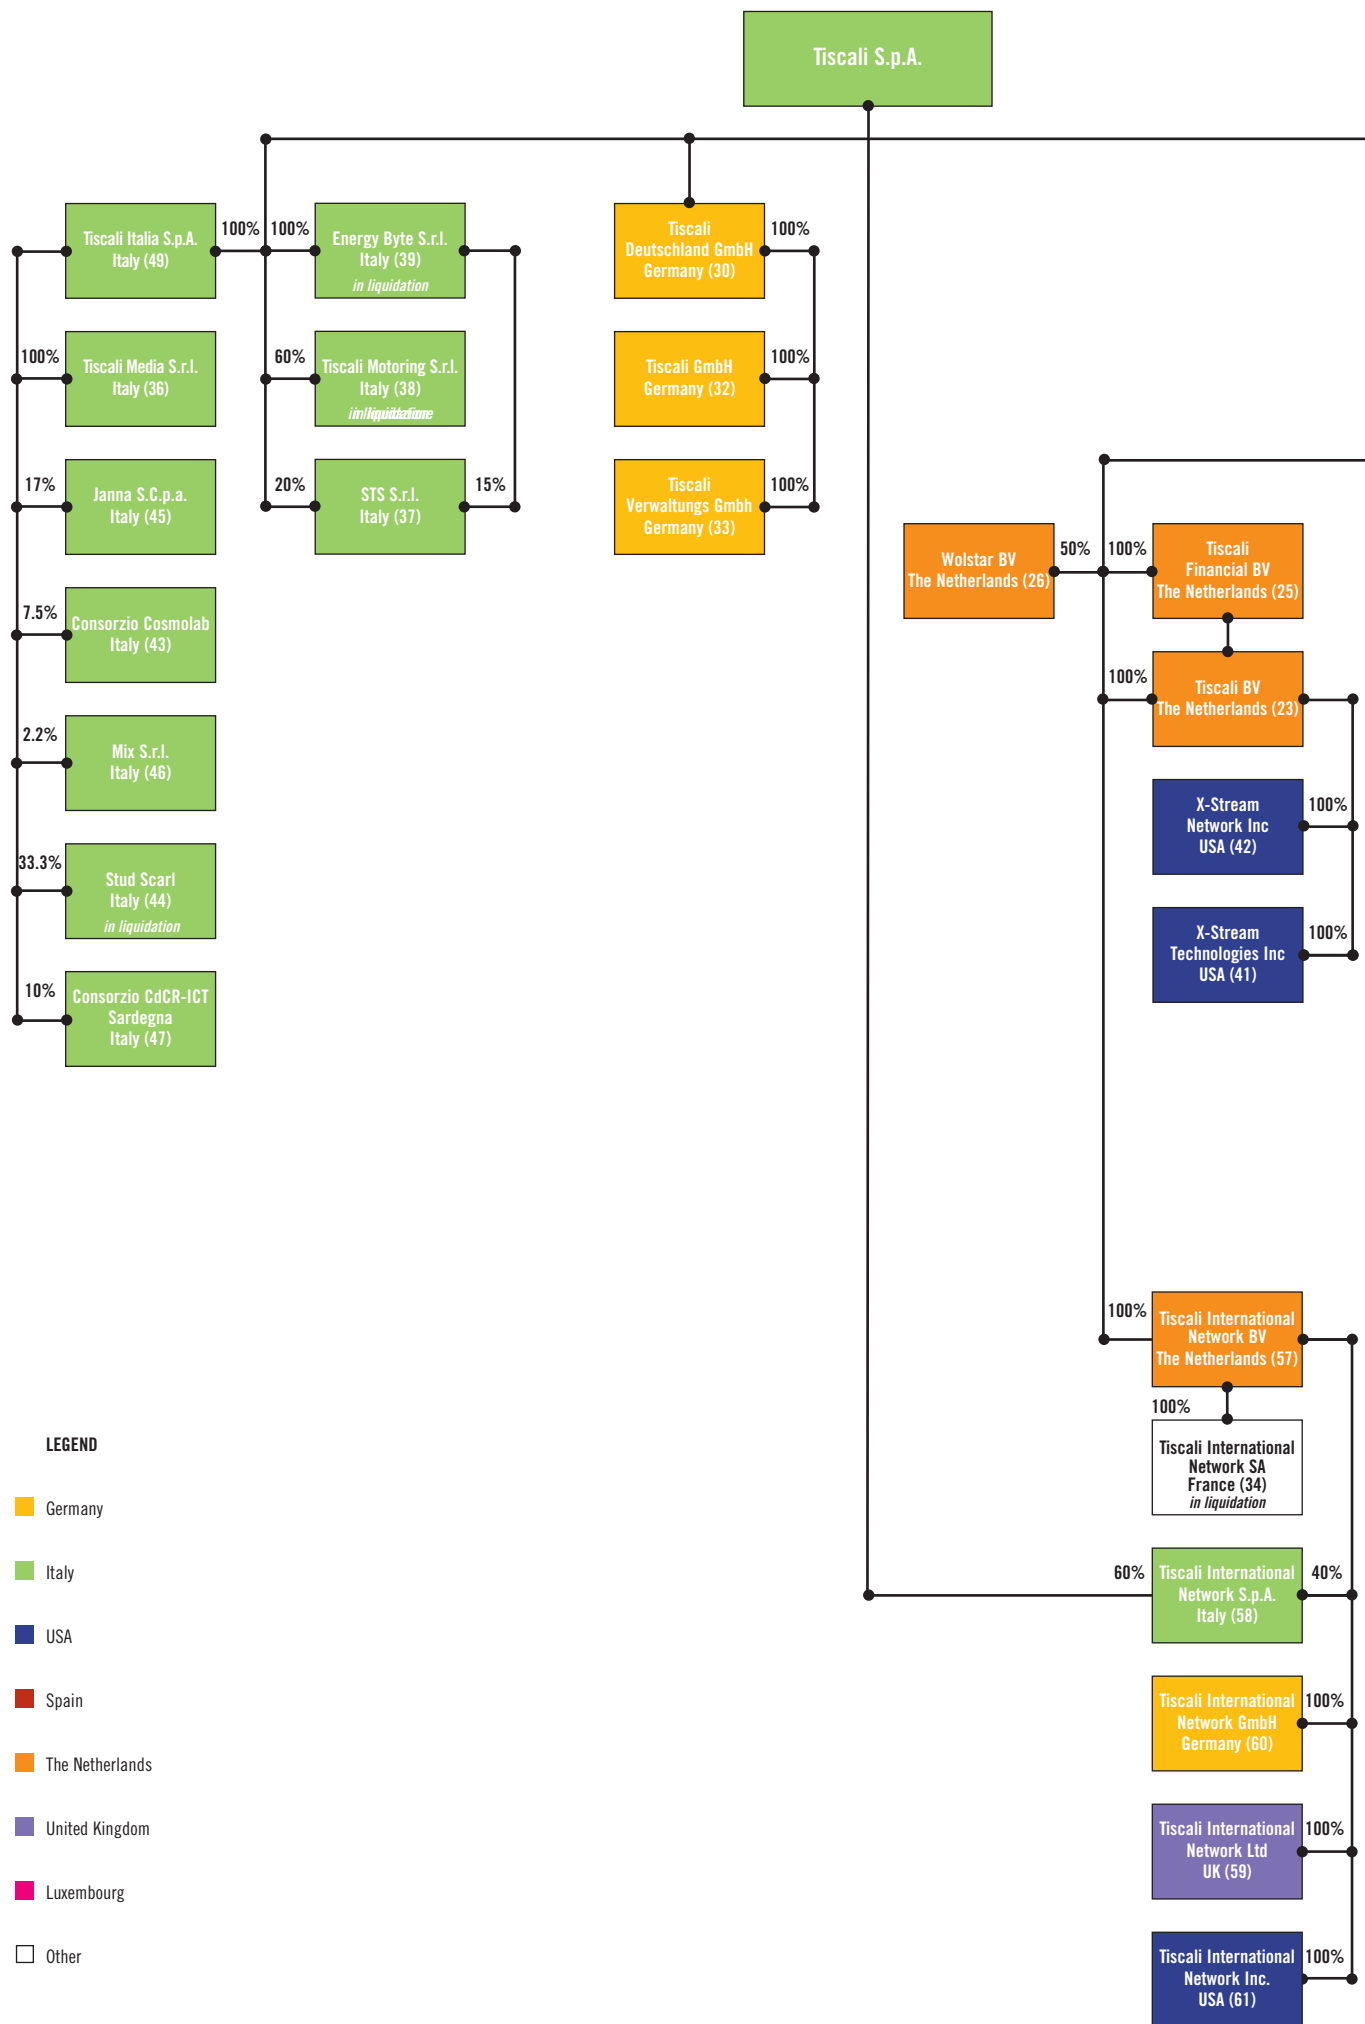 Tiscali S.p.A.
Tiscali Italia S.p.A.
Italy (49)
100%
100%
Energy Byte S.r.l.
Italy (39)
in liquidation
Tiscali
Deutschland GmbH
Germany (30)
100%
100%
Tiscali Media S.r.l.
Italy (36)
60%
Tiscali Motoring S.r.l.
Italy (38)
Tiscali GmbH
Germany (32)
100%
17%
Janna S.C.p.a.
Italy (45)
20%
STS S.r.l.
Italy (37)
15%
Tiscali
Verwaltungs Gmbh
Germany (33)
100%
Wolstar BV
The Netherlands (26)
50%
100%
Tiscali
Financial BV
The Netherlands (25)
7.5%
Consorzio Cosmolab
Italy (43)
100%
Tiscali BV
The Netherlands (23)
2.2%
Mix S.r.l.
Italy (46)
X-Stream
Network Inc
USA (42)
100%
33.3%
Stud Scarl
Italy (44)
in liquidation
X-Stream
Technologies Inc
USA (41)
100%
10%
Consorzio CdCR-ICT
Sardegna
Italy (47)
100%
Tiscali International
Network BV
The Netherlands (57)
100%
Tiscali International
Network SA
France (34)
in liquidation
60%
Tiscali International
Network S.p.A.
Italy (58)
40%
Tiscali International
Network GmbH
Germany (60)
100%
Tiscali International
Network Ltd
UK (59)
100%
Tiscali International
Network Inc.
USA (61)
100%
LEGEND
Germany
Italy
USA
Spain
The Netherlands
United Kingdom
Luxembourg
Other